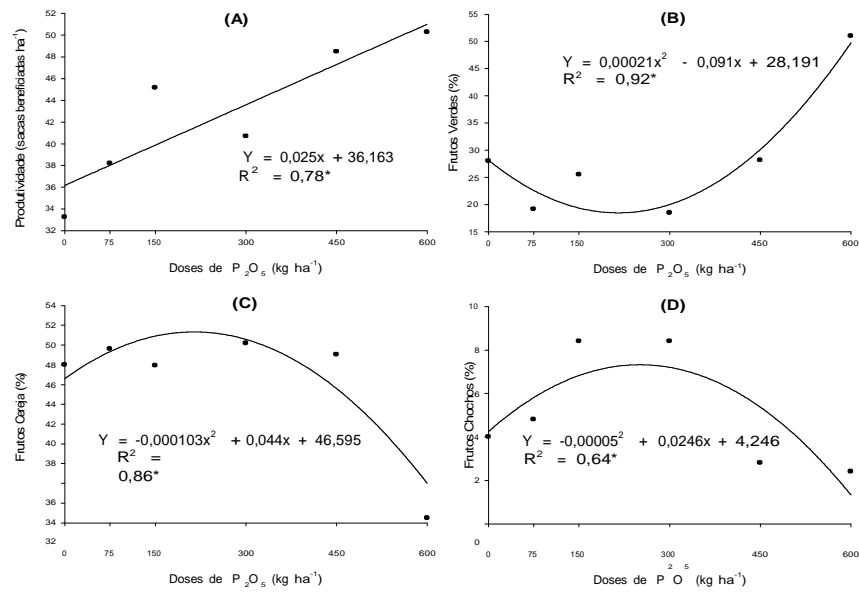 (A)
Produtividade (sacas beneficiadas ha⁻¹)
52
50
48
46
44
42
40
38
36
34
32
Y = 0,025x + 36,163
R² = 0,78*
0 75 150 300 450 600
Doses de P₂O₅ (kg ha⁻¹)
(B)
Frutos Verdes (%)
55
50
45
40
35
30
25
20
15
10
Y = 0,00021x² - 0,091x + 28,191
R² = 0,92*
0 75 150 300 450 600
Doses de P₂O₅ (kg ha⁻¹)
(C)
Frutos Cereja (%)
54
52
50
48
46
44
42
40
38
36
34
32
Y = -0,000103x² + 0,044x + 46,595
R² =
0,86*
0 75 150 300 450 600
Doses de P₂O₅ (kg ha⁻¹)
(D)
Frutos Chochos (%)
10
8
6
4
2
0
Y = -0,00005² + 0,0246x + 4,246
R² = 0,64*
0 75 150 300 450 600
2 5
Doses de P O (kg ha⁻¹)